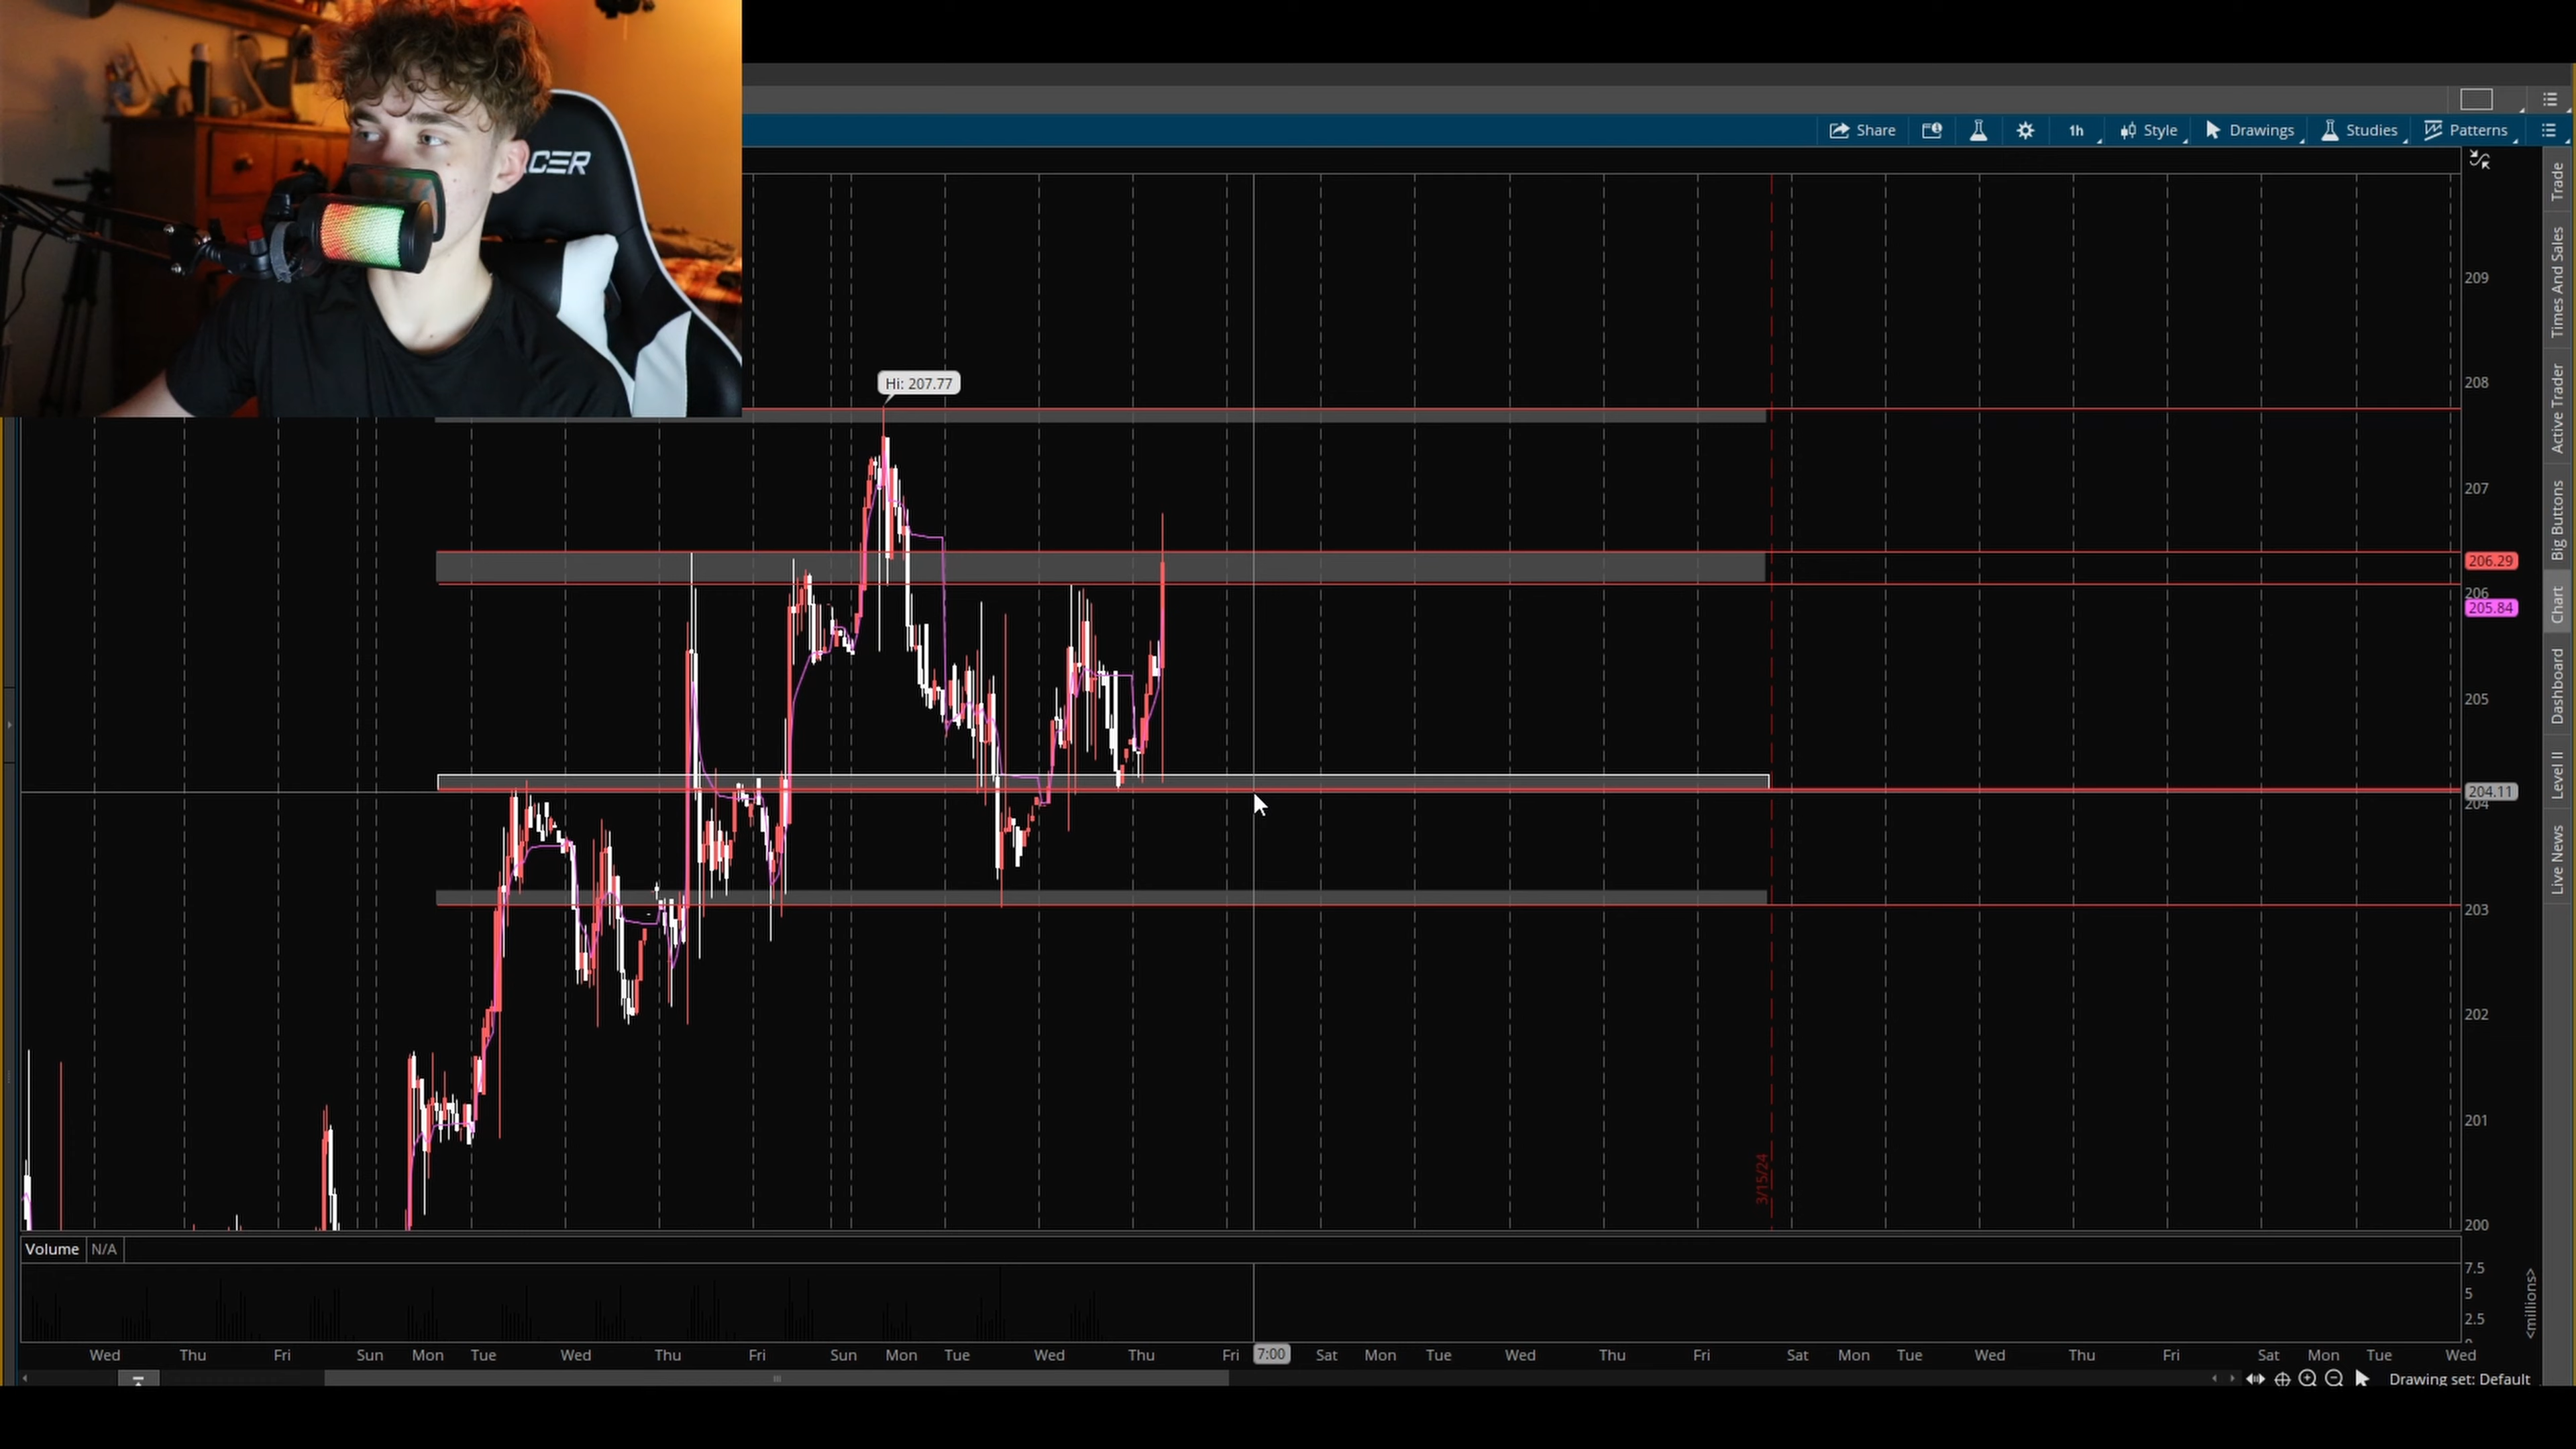 CER
Share
1h
Style
Drawings
Studies
Patterns
Trade
Times And Sales
Active Trader
Big Buttons
Chart
Dashboard
Level II
Live News
Hi: 207.77
209
208
207
206.29
206
205.84
205
204.11
204
203
202
201
200
3/15/24
Volume N/A
7.5
5
2.5
<millions>
Wed Thu Fri Sun Mon Tue Wed Thu Fri Sun Mon Tue Wed Thu Fri 7:00 Sat Mon Tue Wed Thu Fri Sat Mon Tue Wed Thu Fri Sat Mon Tue Wed
Drawing set: Default